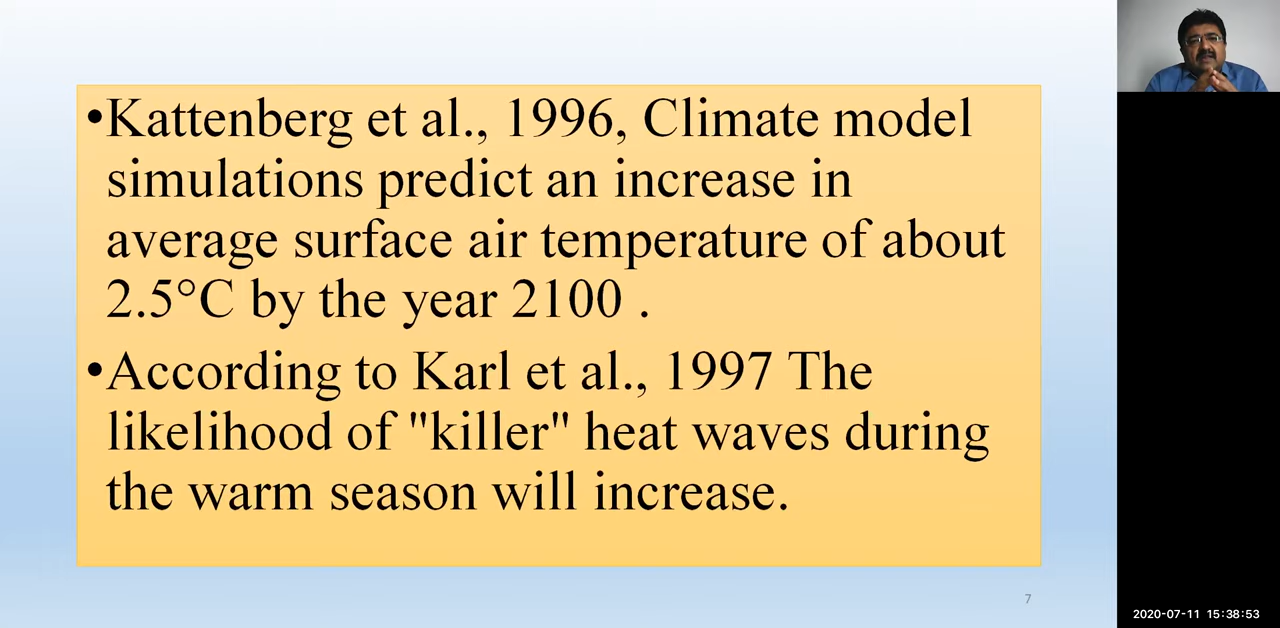 •Kattenberg et al., 1996, Climate model
simulations predict an increase in
average surface air temperature of about
2.5°C by the year 2100 .
•According to Karl et al., 1997 The
likelihood of "killer" heat waves during
the warm season will increase.
7
2020-07-11 15:38:53